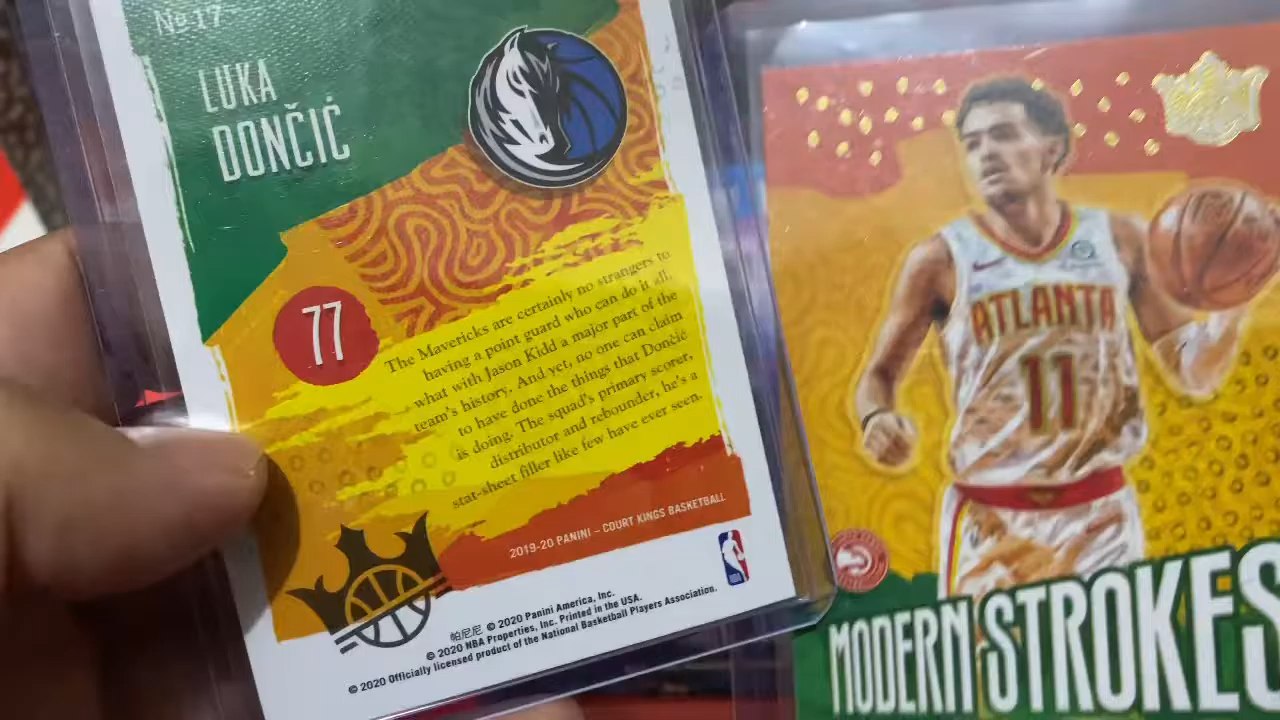 No.17
LUKA
DONČIĆ
77
The Mavericks are certainly no strangers to
having a point guard who can do it all,
what with Jason Kidd a major part of the
team's history. And yet, no one can claim
to have done the things that Dončić
is doing. The squad's primary scorer,
distributor and rebounder, he's a
stat-sheet filler like few have ever seen.
2019-20 PANINI – COURT KINGS BASKETBALL
NBA
帕尼尼 © 2020 Panini America, Inc.
© 2020 NBA Properties, Inc. Printed in the USA.
© 2020 Officially licensed product of the National Basketball Players Association.
ATLANTA
11
MODERN STROKES